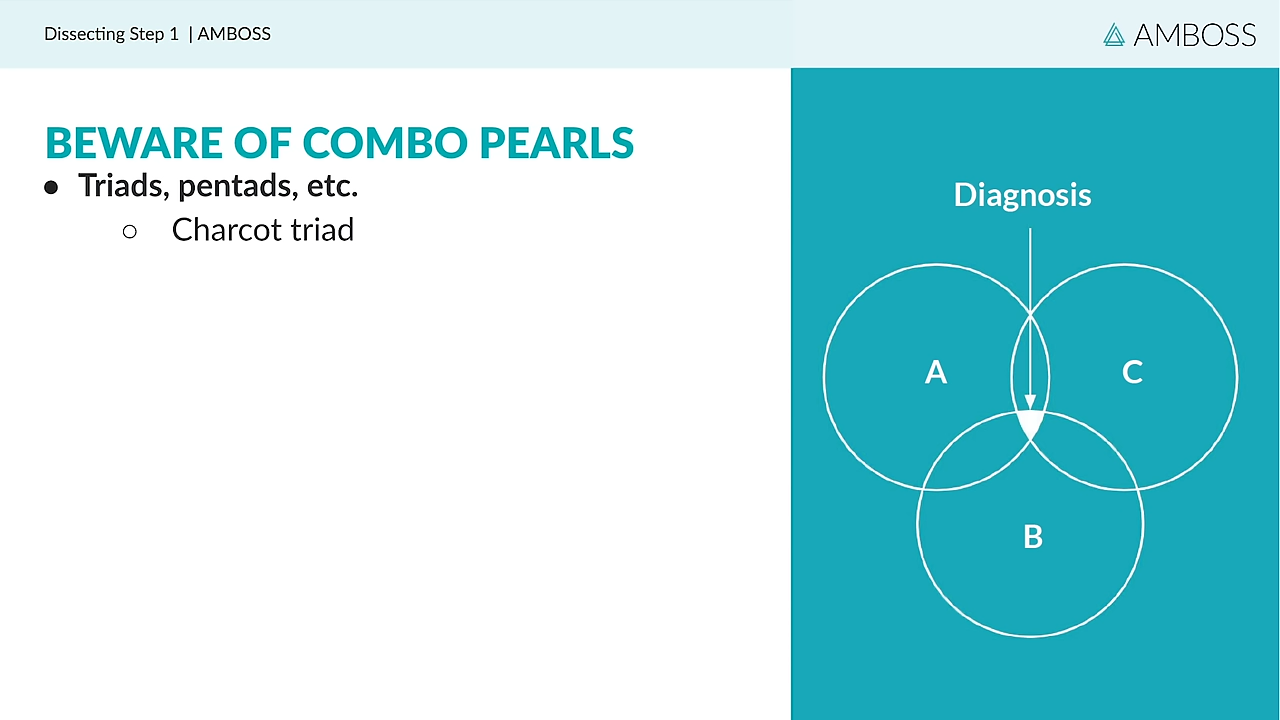 Dissecting Step 1 | AMBOSS
AMBOSS
BEWARE OF COMBO PEARLS
● Triads, pentads, etc.
○ Charcot triad
Diagnosis
A
C
B